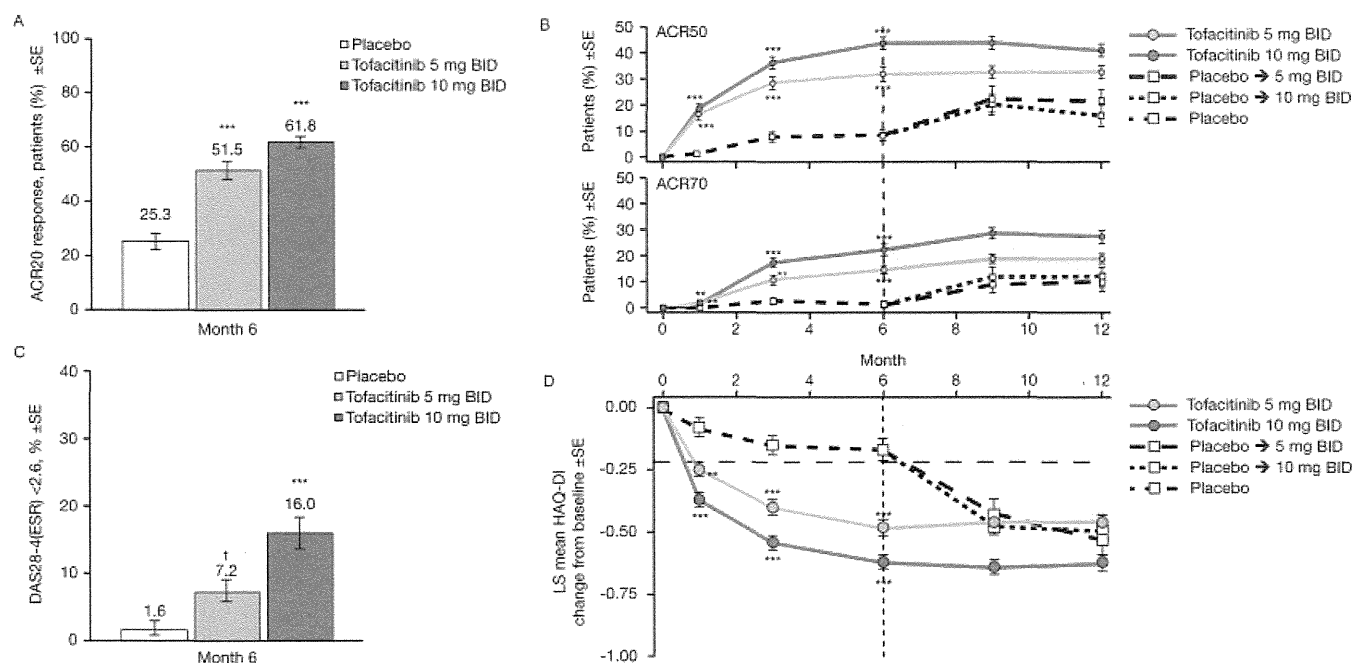 A
ACR20 response, patients (%) ±SE
100
80
60
40
20
0
25.3
***
51.5
***
61.8
Month 6
Placebo
Tofacitinib 5 mg BID
Tofacitinib 10 mg BID
B
ACR50
Patients (%) ±SE
50
40
30
20
10
0
***
***
***
***
***
***
Tofacitinib 5 mg BID
Tofacitinib 10 mg BID
Placebo → 5 mg BID
Placebo → 10 mg BID
Placebo
ACR70
Patients (%) ±SE
50
40
30
20
10
0
**
**
***
**
***
***
0 2 4 6 8 10 12
Month
C
DAS28-4(ESR) <2.6, % ±SE
40
30
20
10
0
1.6
†
7.2
***
16.0
Month 6
Placebo
Tofacitinib 5 mg BID
Tofacitinib 10 mg BID
D
0 2 4 6 8 10 12
LS mean HAQ-DI
change from baseline ±SE
0.00
-0.25
-0.50
-0.75
-1.00
**
***
***
***
***
***
Tofacitinib 5 mg BID
Tofacitinib 10 mg BID
Placebo → 5 mg BID
Placebo → 10 mg BID
Placebo